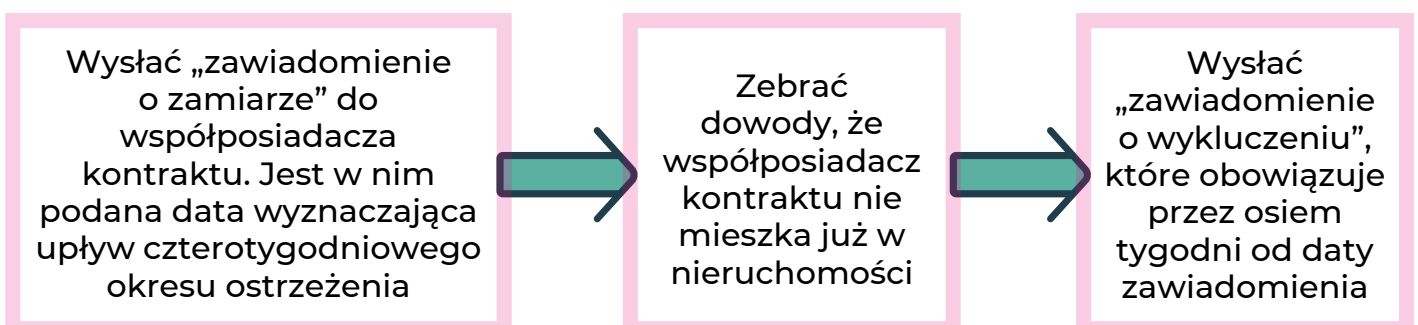 Wysłać „zawiadomienie
o zamiarze” do
współposiadacza
kontraktu. Jest w nim
podana data wyznaczająca
upływ czterotygodniowego
okresu ostrzeżenia
Zebrać
dowody, że
współposiadacz
kontraktu nie
mieszka już w
nieruchomości
Wysłać
„zawiadomienie
o wykluczeniu”,
które obowiązuje
przez osiem
tygodni od daty
zawiadomienia